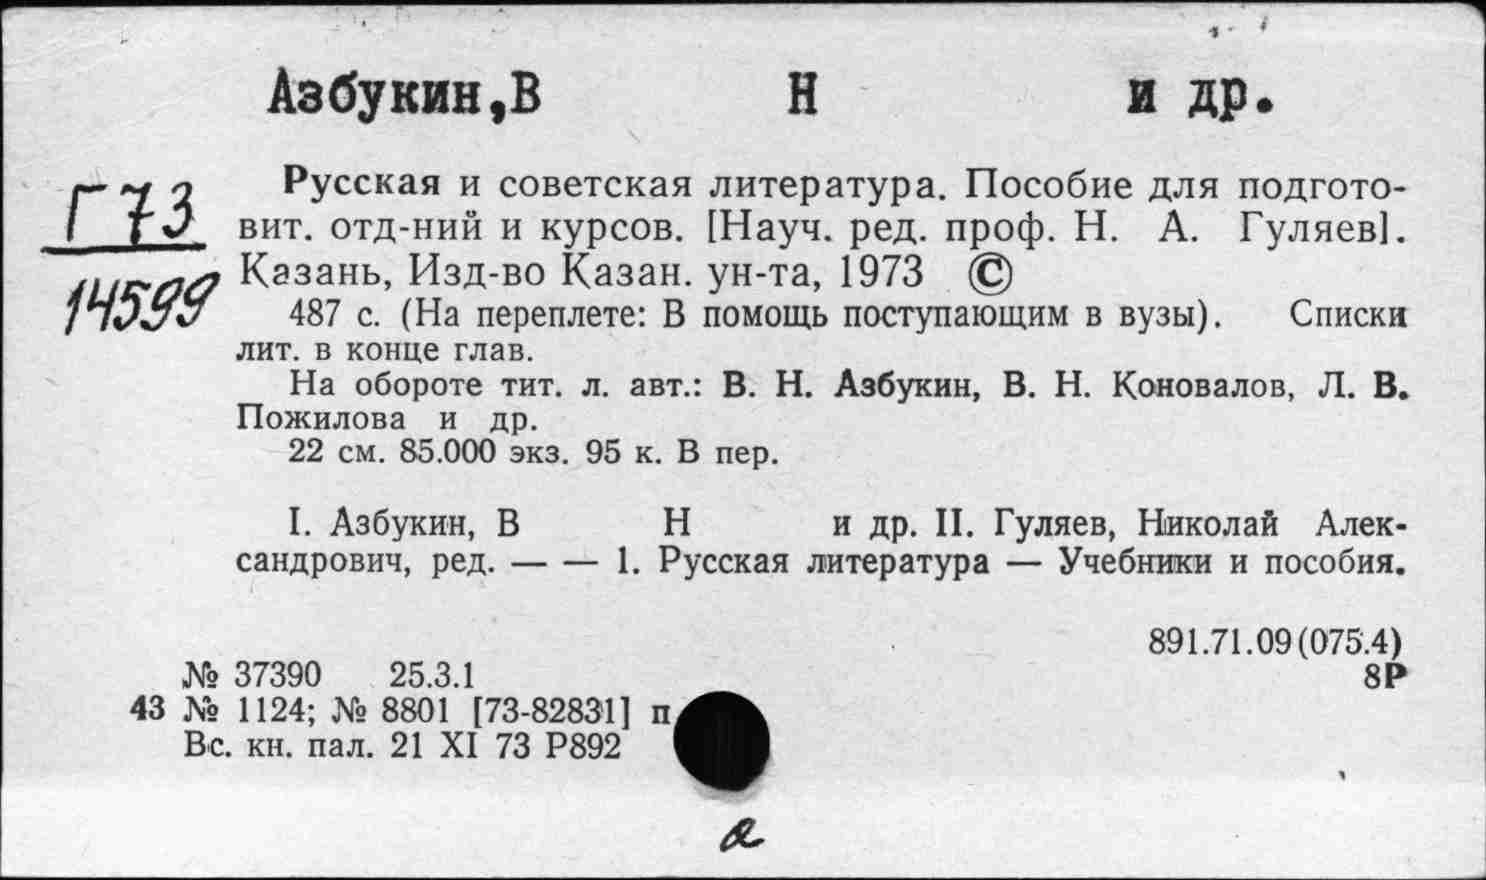 Азбукин,В Н и др.
Г73
14599
Русская и советская литература. Пособие для подгото-
вит. отд-ний и курсов. [Науч. ред. проф. Н. А. Гуляев].
Казань, Изд-во Казан. ун-та, 1973 ©
487 с. (На переплете: В помощь поступающим в вузы). Списки
лит. в конце глав.
На обороте тит. л. авт.: В. Н. Азбукин, В. Н. Коновалов, Л. В.
Пожилова и др.
22 см. 85.000 экз. 95 к. В пер.
I. Азбукин, В Н и др. II. Гуляев, Николай Алек-
сандрович, ред. — — 1. Русская литература — Учебники и пособия.
891.71.09(075.4)
№ 37390 25.3.1 8Р
43 № 1124; № 8801 [73-82831] п
Вс. кн. пал. 21 XI 73 Р892